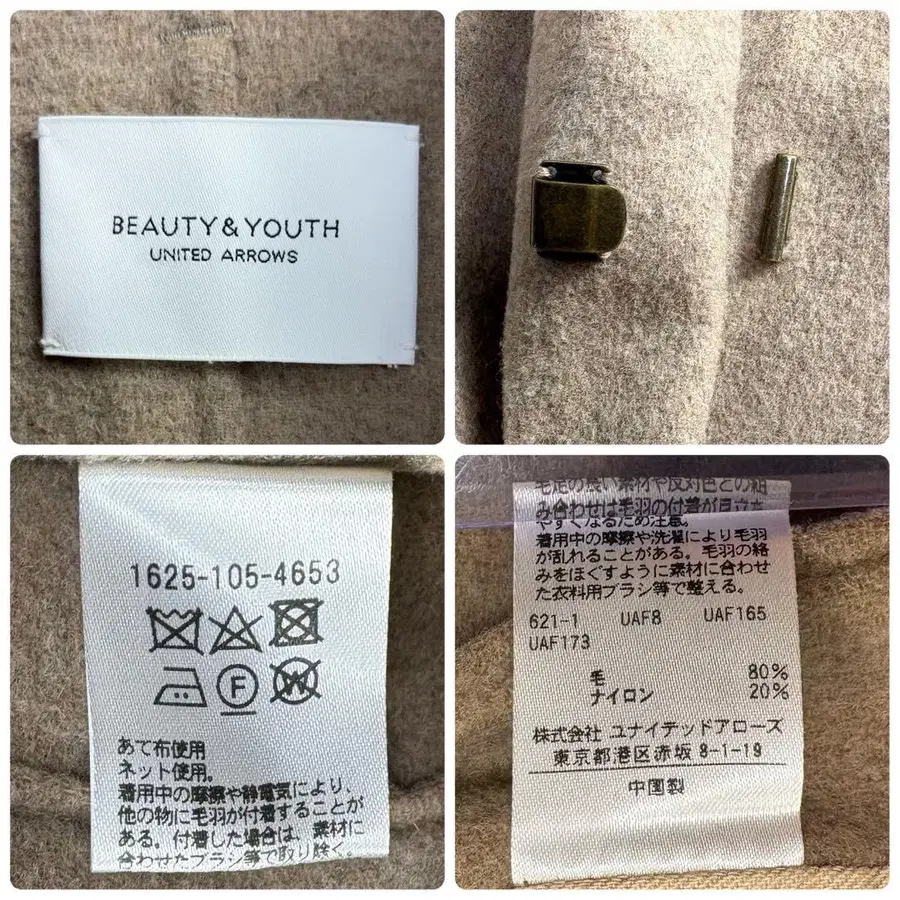 BEAUTY&YOUTH
UNITED ARROWS
1625-105-4653
F
W
あて布使用
ネット使用。
着用中の摩擦や静電気により、
他の物に毛羽が付着することが
ある。付着した場合は、素材に
合わせたブラシ等で取り除く。
毛足の長い素材や反対色との組
み合わせは毛羽の付着が目立ち
やすくなるため注意。
着用中の摩擦や洗濯により毛羽
が乱れることがある。毛羽の絡
みをほぐすように素材に合わせ
た衣料用ブラシ等で整える。
621-1 UAF8 UAF165
UAF173
毛 80%
ナイロン 20%
株式会社 ユナイテッドアローズ
東京都港区赤坂 8-1-19
中国製